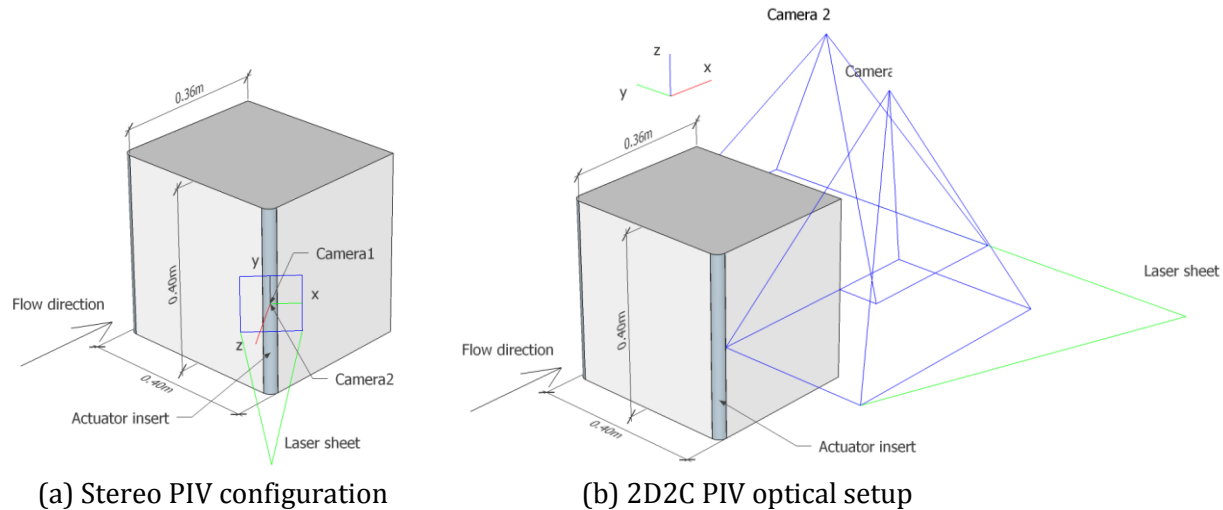 0.36m
0.40m
Flow direction
0.40m
Actuator insert
Camera1
y
x
z
Camera2
Laser sheet
(a) Stereo PIV configuration
Camera 2
z
x
y
Camera
0.36m
0.40m
Flow direction
0.40m
Actuator insert
Laser sheet
(b) 2D2C PIV optical setup